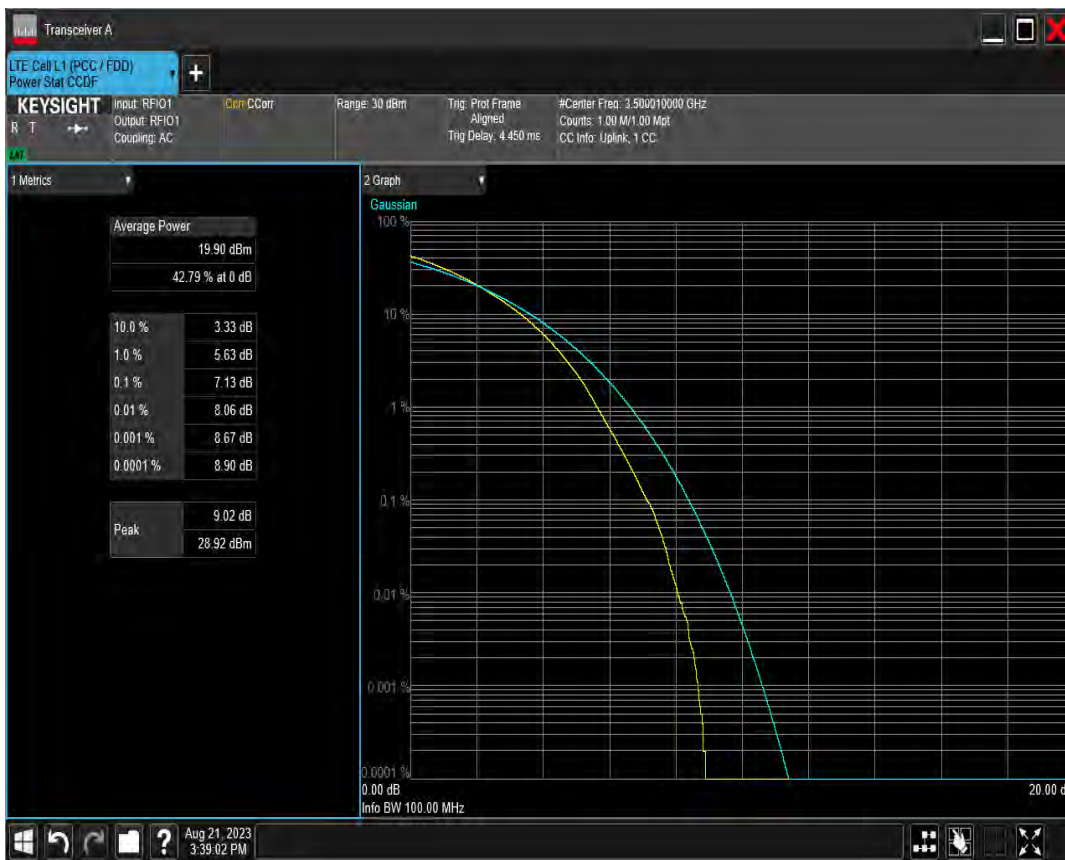 Transceiver A
LTE Cell L1 (PCC / FDD)
Power Stat CCDF
+
KEYSIGHT
R T
LNI
Input: RFIO1
Output: RFIO1
Coupling: AC
Corr CCorr
Range: 30 dBm
Trig: Prot Frame
Aligned
Trig Delay: 4.450 ms
#Center Freq: 3.500010000 GHz
Counts: 1.00 M/1.00 Mpt
CC Info: Uplink, 1 CC
1 Metrics
Average Power
19.90 dBm
42.79 % at 0 dB
10.0 % 3.33 dB
1.0 % 5.63 dB
0.1 % 7.13 dB
0.01 % 8.06 dB
0.001 % 8.67 dB
0.0001 % 8.90 dB
Peak 9.02 dB
28.92 dBm
2 Graph
Gaussian
100 %
10 %
1 %
0.1 %
0.01 %
0.001 %
0.0001 %
0.00 dB 20.00 d
Info BW 100.00 MHz
?
Aug 21, 2023
3:39:02 PM